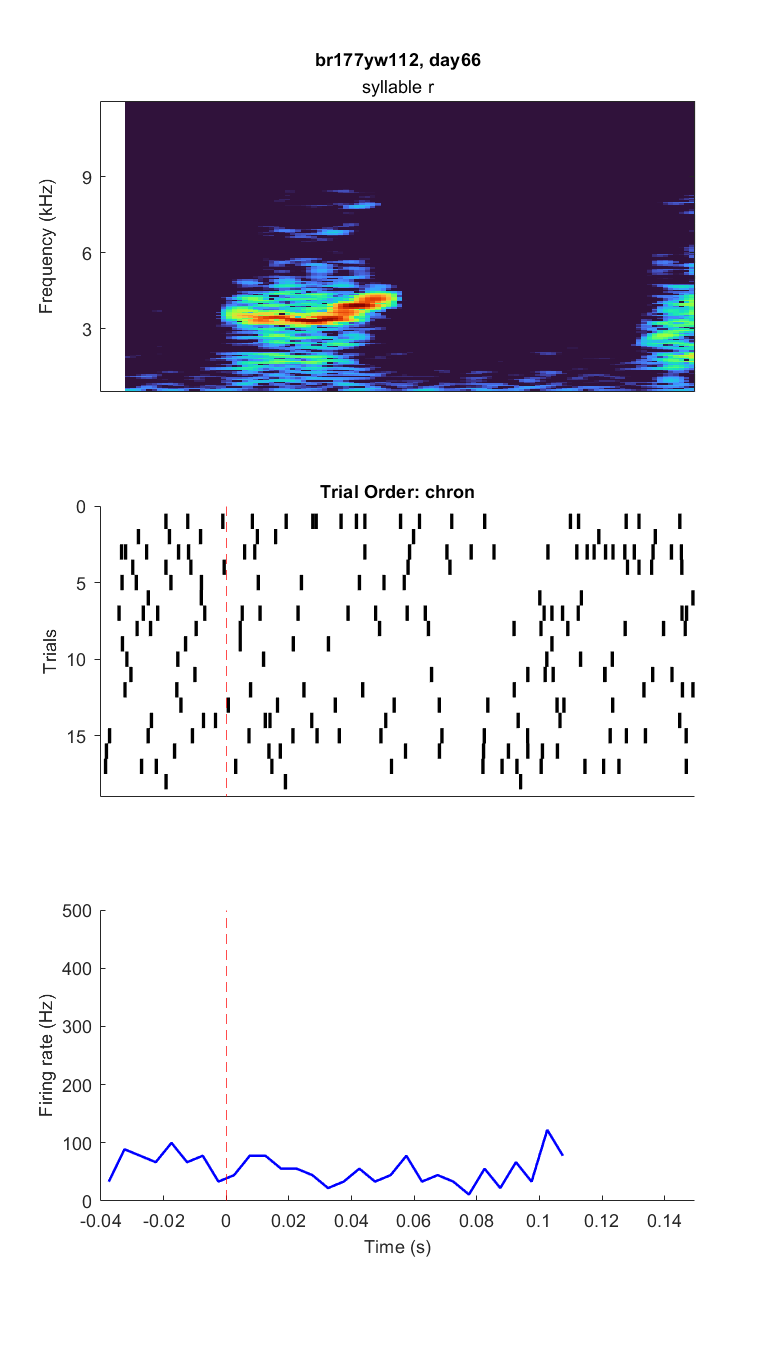 br177yw112, day66
syllable r
9
6
3
Frequency (kHz)
Trial Order: chron
0
5
10
15
Trials
500
400
300
200
100
0
Firing rate (Hz)
-0.04 -0.02 0 0.02 0.04 0.06 0.08 0.1 0.12 0.14
Time (s)